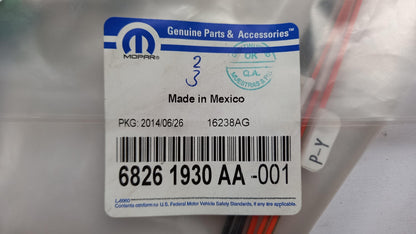 Genuine Parts & Accessories™
MOPAR®
2
3
OK
Q.A.
Made in Mexico
PKG: 2014/06/26 16238AG
6826 1930 AA -001
P-Y
Contents conform to U.S. Federal Motor Vehicle Safety Standards, if any are applicable.